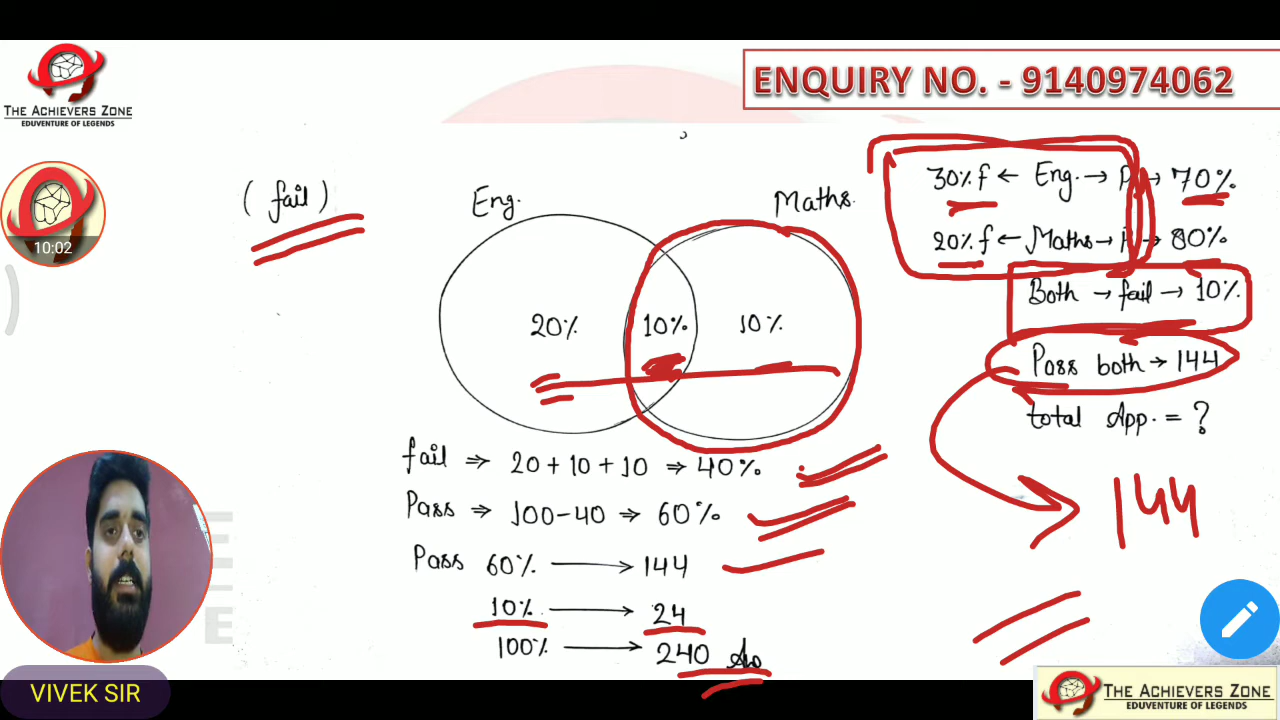 THE ACHIEVERS ZONE
EDUVENTURE OF LEGENDS
ENQUIRY NO. - 9140974062
10:02
(fail)
Eng.
Maths.
20%
10%
10%
30% f ← Eng. → P → 70%.
20% f ← Maths → P → 80%
Both → fail → 10%.
Pass both → 144
total App. = ?
144
fail ⇒ 20 + 10 + 10 ⇒ 40%
Pass ⇒ 100 - 40 ⇒ 60%
Pass 60% → 144
10% → 24
100% → 240
VIVEK SIR
THE ACHIEVERS ZONE
EDUVENTURE OF LEGENDS